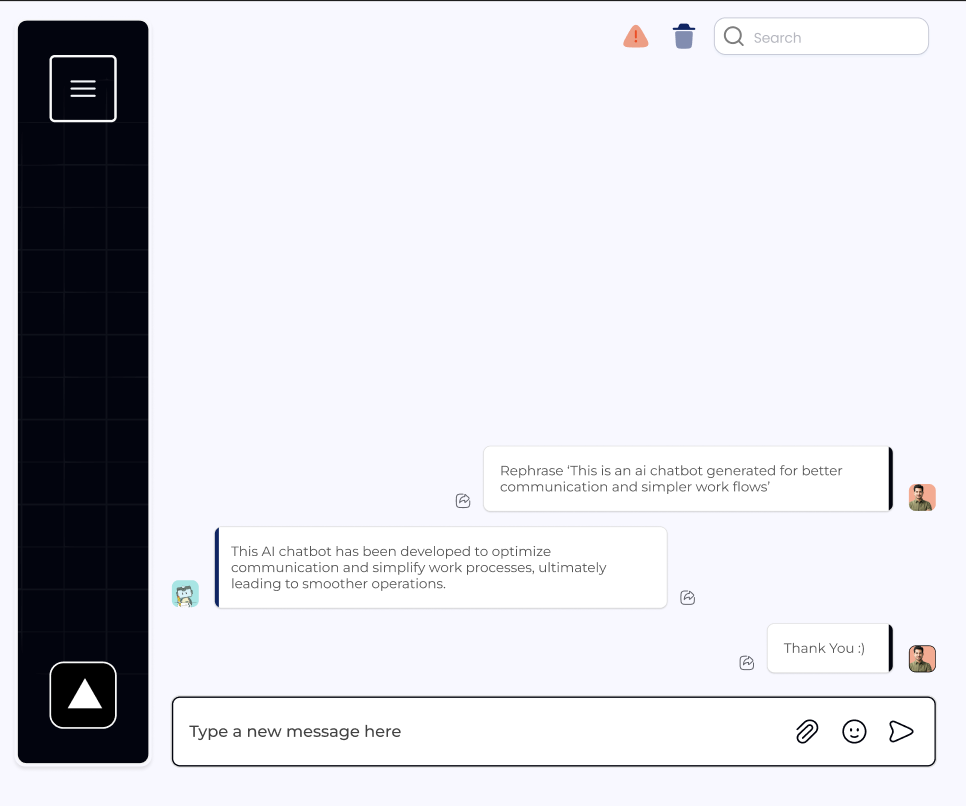 Search
Rephrase ‘This is an ai chatbot generated for better
communication and simpler work flows’
This AI chatbot has been developed to optimize
communication and simplify work processes, ultimately
leading to smoother operations.
Thank You :)
Type a new message here